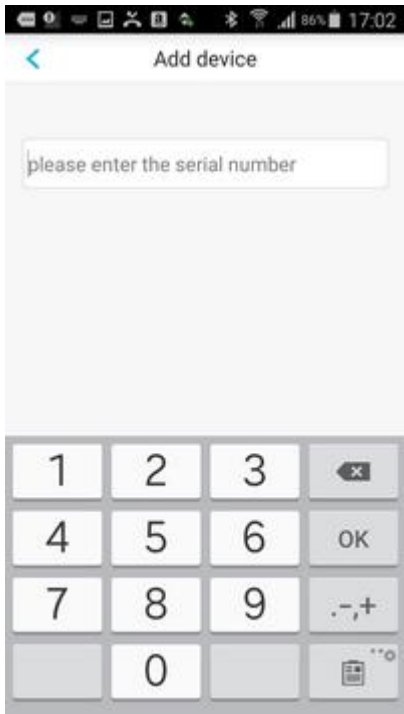 86% 17:02
Add device
please enter the serial number
1 2 3
4 5 6 OK
7 8 9 .-,+
0